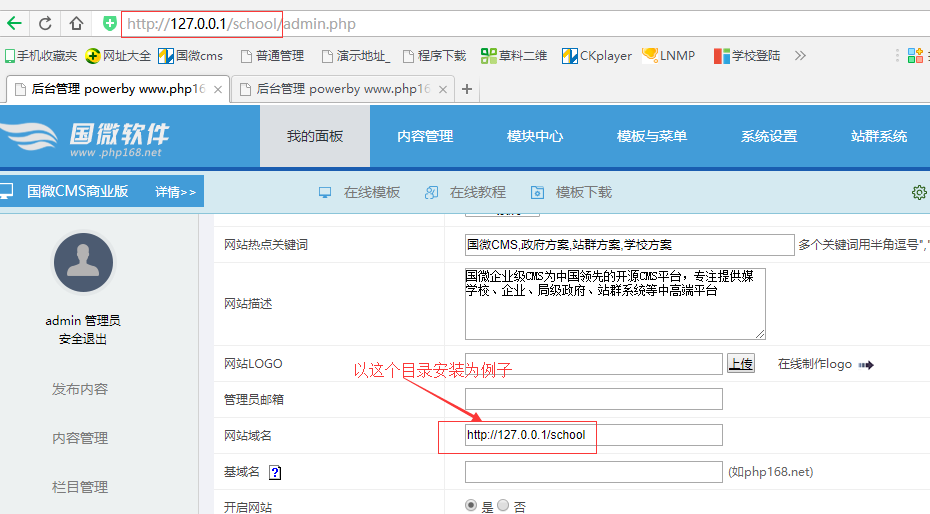 http://127.0.0.1/school/admin.php
手机收藏夹 网址大全 国微cms 普通管理 演示地址_ 程序下载 草料二维 CKplayer LNMP 学校登陆 »
后台管理 powerby www.php16 × 后台管理 powerby www.php16 × +
国微软件
www.php168.net
我的面板 内容管理 模块中心 模板与菜单 系统设置 站群系统
国微CMS商业版 详情>> 在线模板 在线教程 模板下载
网站热点关键词 国微CMS,政府方案,站群方案,学校方案 多个关键词用半角逗号","
网站描述
国微企业级CMS为中国领先的开源CMS平台，专注提供媒
学校、企业、局级政府、站群系统等中高端平台
admin 管理员
安全退出
网站LOGO 上传 在线制作logo
以这个目录安装为例子
发布内容
管理员邮箱
网站域名 http://127.0.0.1/school
内容管理
基域名 ? (如php168.net)
栏目管理
开启网站 是 否